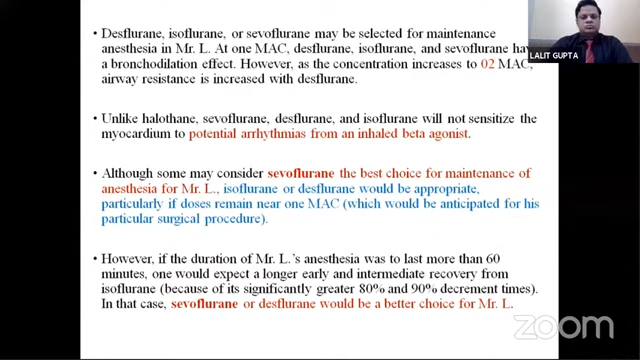 Desflurane, isoflurane, or sevoflurane may be selected for maintenance
anesthesia in Mr. L. At one MAC, desflurane, isoflurane, and sevoflurane have
a bronchodilation effect. However, as the concentration increases to 02 MAC,
airway resistance is increased with desflurane.
Unlike halothane, sevoflurane, desflurane, and isoflurane will not sensitize the
myocardium to potential arrhythmias from an inhaled beta agonist.
Although some may consider sevoflurane the best choice for maintenance of
anesthesia for Mr. L., isoflurane or desflurane would be appropriate,
particularly if doses remain near one MAC (which would be anticipated for his
particular surgical procedure).
However, if the duration of Mr. L.'s anesthesia was to last more than 60
minutes, one would expect a longer early and intermediate recovery from
isoflurane (because of its significantly greater 80% and 90% decrement times).
In that case, sevoflurane or desflurane would be a better choice for Mr. L.
LALIT GUPTA
zoom